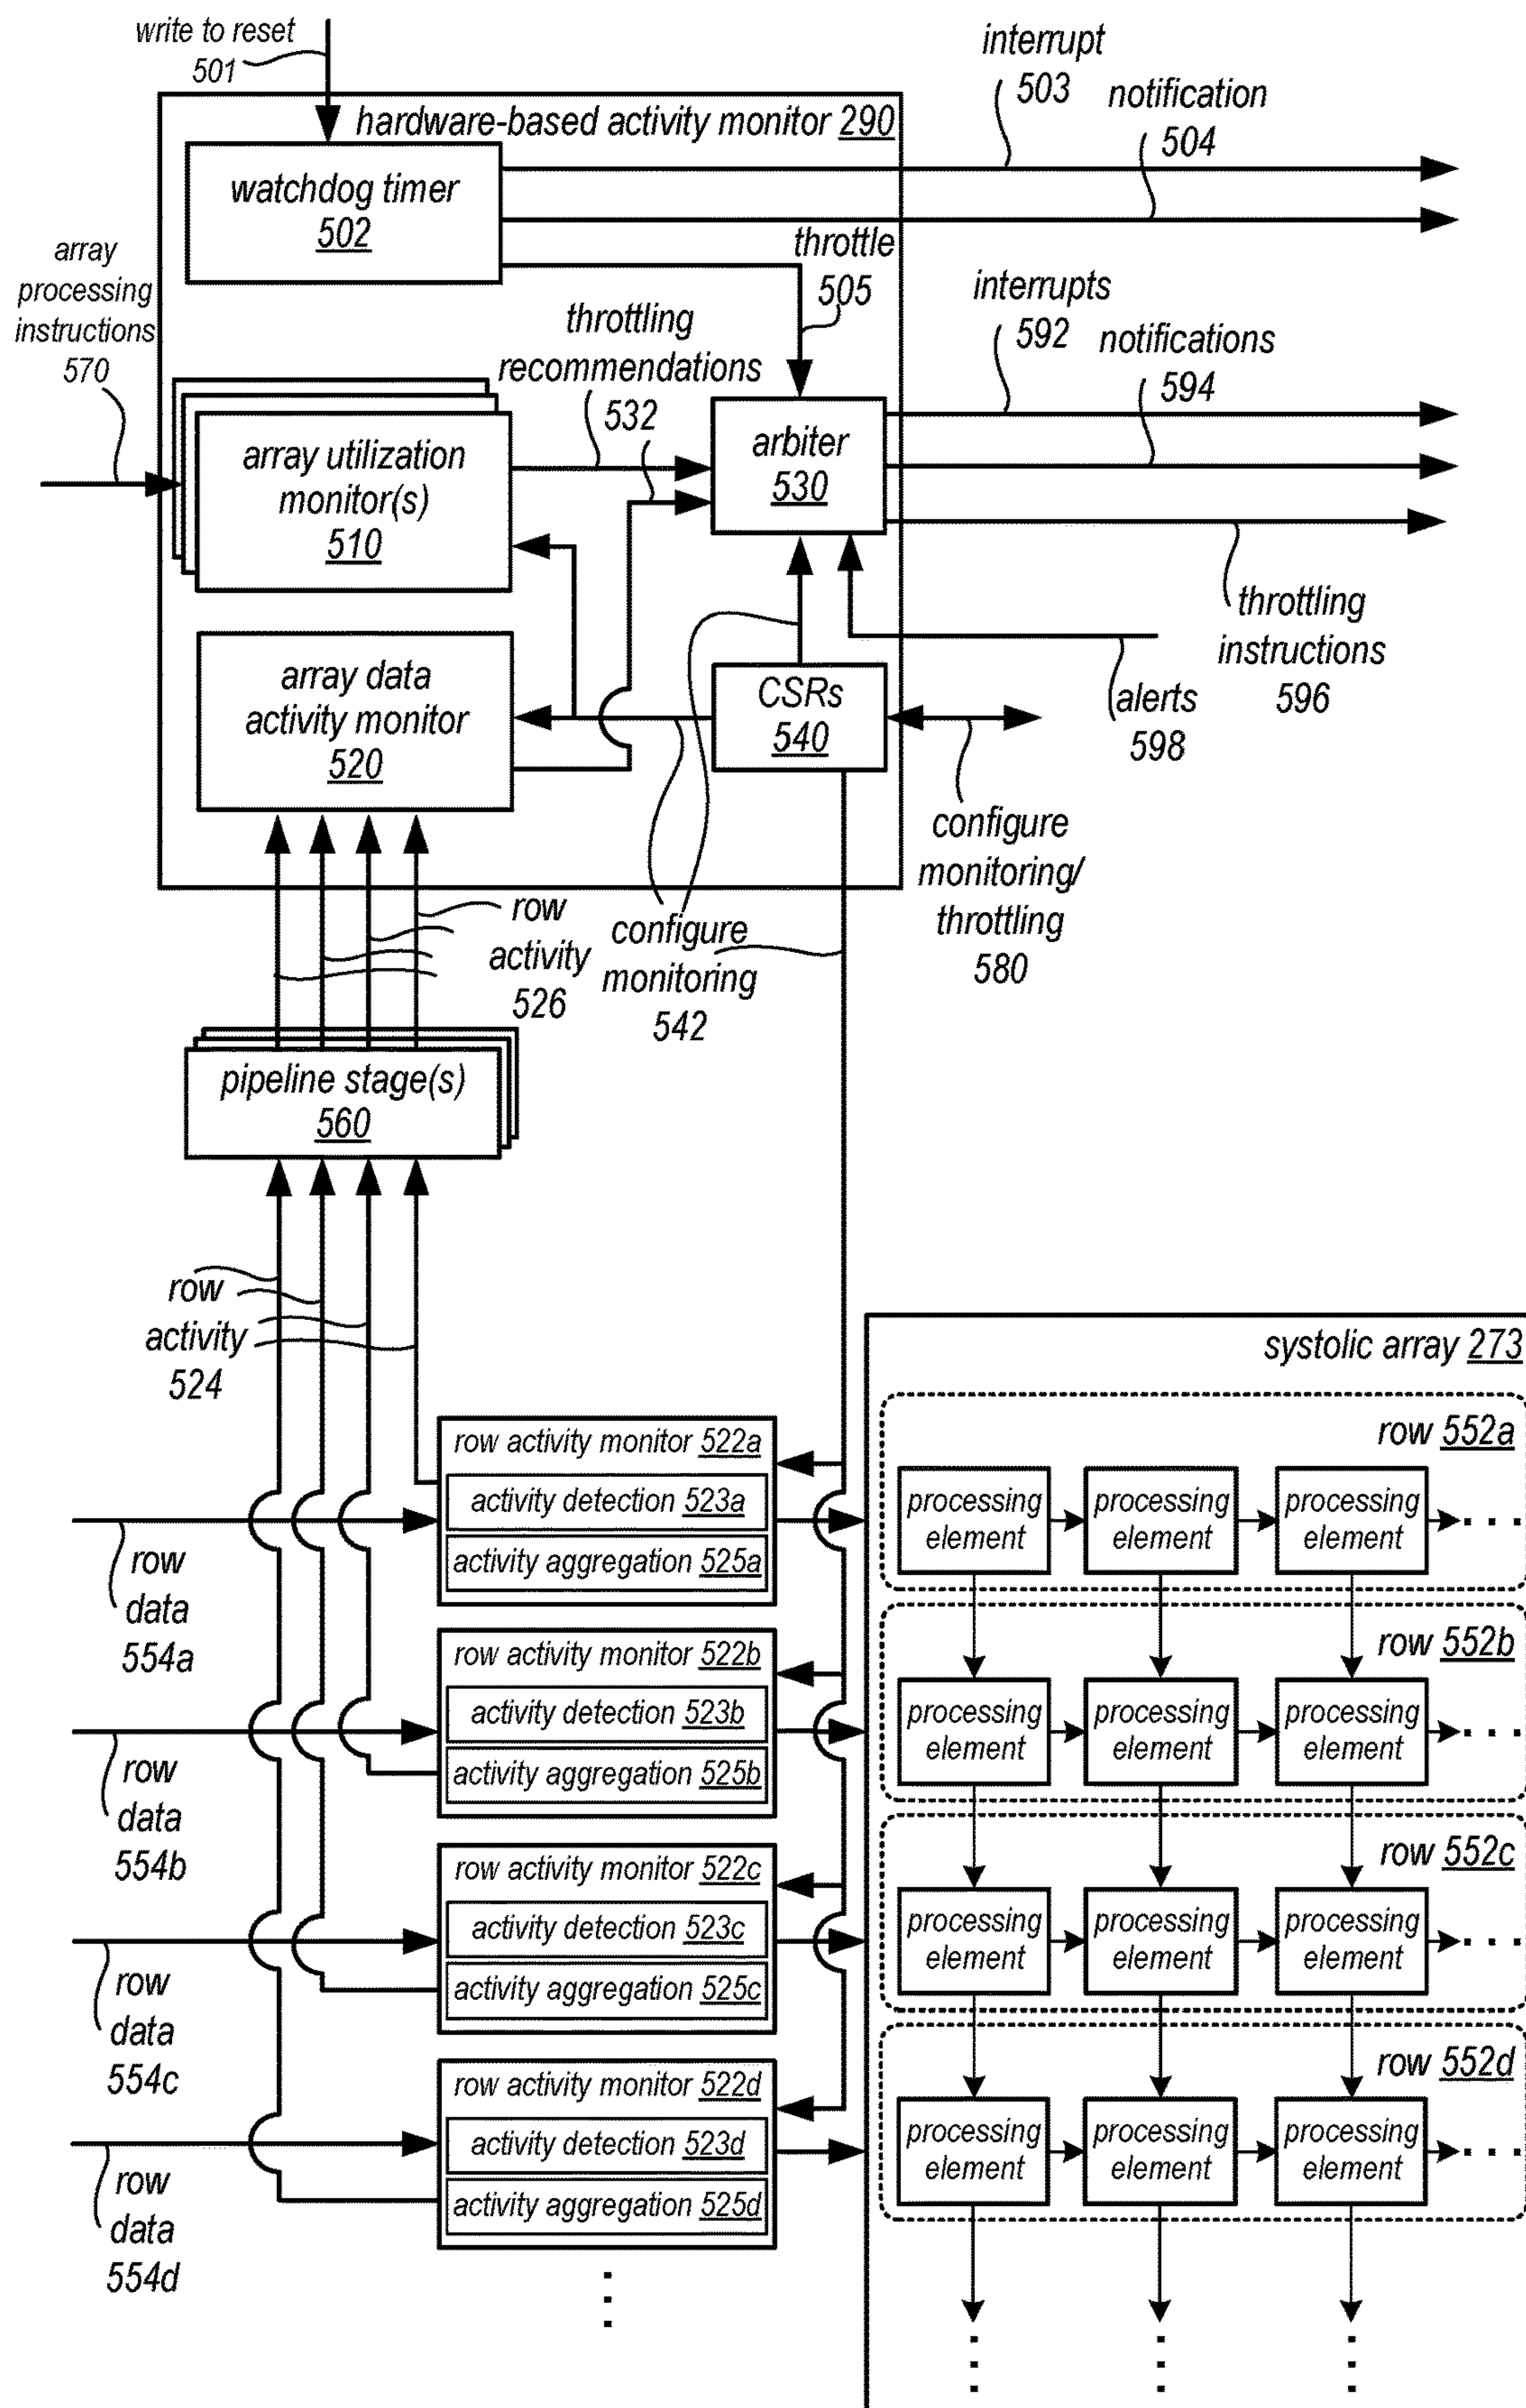 write to reset
501
interrupt
503
notification
504
hardware-based activity monitor 290
watchdog timer
502
throttle
505
array
processing
instructions
570
throttling
recommendations
532
interrupts
592
notifications
594
array utilization
monitor(s)
510
arbiter
530
throttling
instructions
596
array data
activity monitor
520
CSRs
540
alerts
598
configure
monitoring/
throttling
580
row
activity
526
configure
monitoring
542
pipeline stage(s)
560
row
activity
524
systolic array 273
row activity monitor 522a
activity detection 523a
activity aggregation 525a
row
data
554a
row 552a
processing
element
processing
element
processing
element
row activity monitor 522b
activity detection 523b
activity aggregation 525b
row
data
554b
row 552b
processing
element
processing
element
processing
element
row activity monitor 522c
activity detection 523c
activity aggregation 525c
row
data
554c
row 552c
processing
element
processing
element
processing
element
row activity monitor 522d
activity detection 523d
activity aggregation 525d
row
data
554d
row 552d
processing
element
processing
element
processing
element